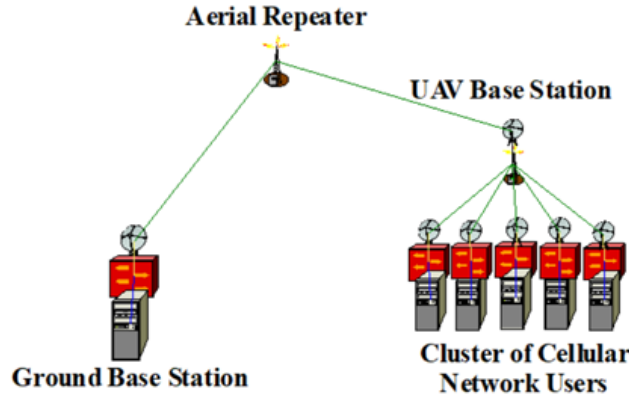 Aerial Repeater
UAV Base Station
Ground Base Station
Cluster of Cellular
Network Users